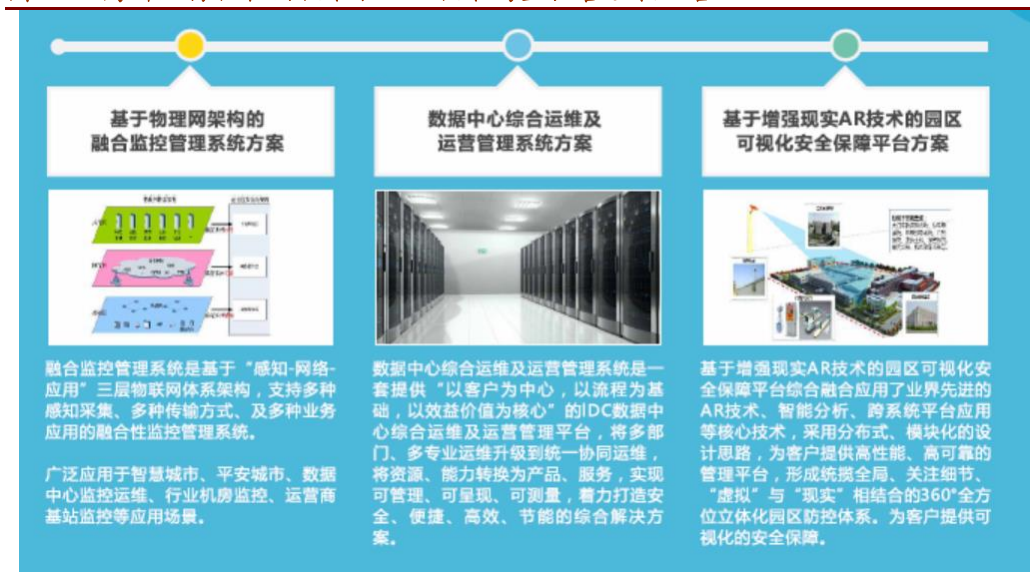 基于物理网架构的
融合监控管理系统方案
数据中心综合运维及
运营管理系统方案
基于增强现实AR技术的园区
可视化安全保障平台方案
融合监控管理系统是基于“感知-网络-
应用”三层物联网体系架构，支持多种
感知采集、多种传输方式、及多种业务
应用的融合性监控管理系统。
广泛应用于智慧城市、平安城市、数据
中心监控运维、行业机房监控、运营商
基站监控等应用场景。
数据中心综合运维及运营管理系统是一
套提供“以客户为中心，以流程为基
础，以效益价值为核心”的IDC数据中
心综合运维及运营管理平台，将多部
门、多专业运维升级到统一协同运维，
将资源、能力转换为产品、服务，实现
可管理、可呈现、可测量，着力打造安
全、便捷、高效、节能的综合解决方
案。
基于增强现实AR技术的园区可视化安
全保障平台综合融合应用了业界先进的
AR技术、智能分析、跨系统平台应用
等核心技术，采用分布式、模块化的设
计思路，为客户提供高性能、高可靠的
管理平台，形成统揽全局、关注细节、
“虚拟”与“现实”相结合的360°全方
位立体化园区防控体系。为客户提供可
视化的安全保障。